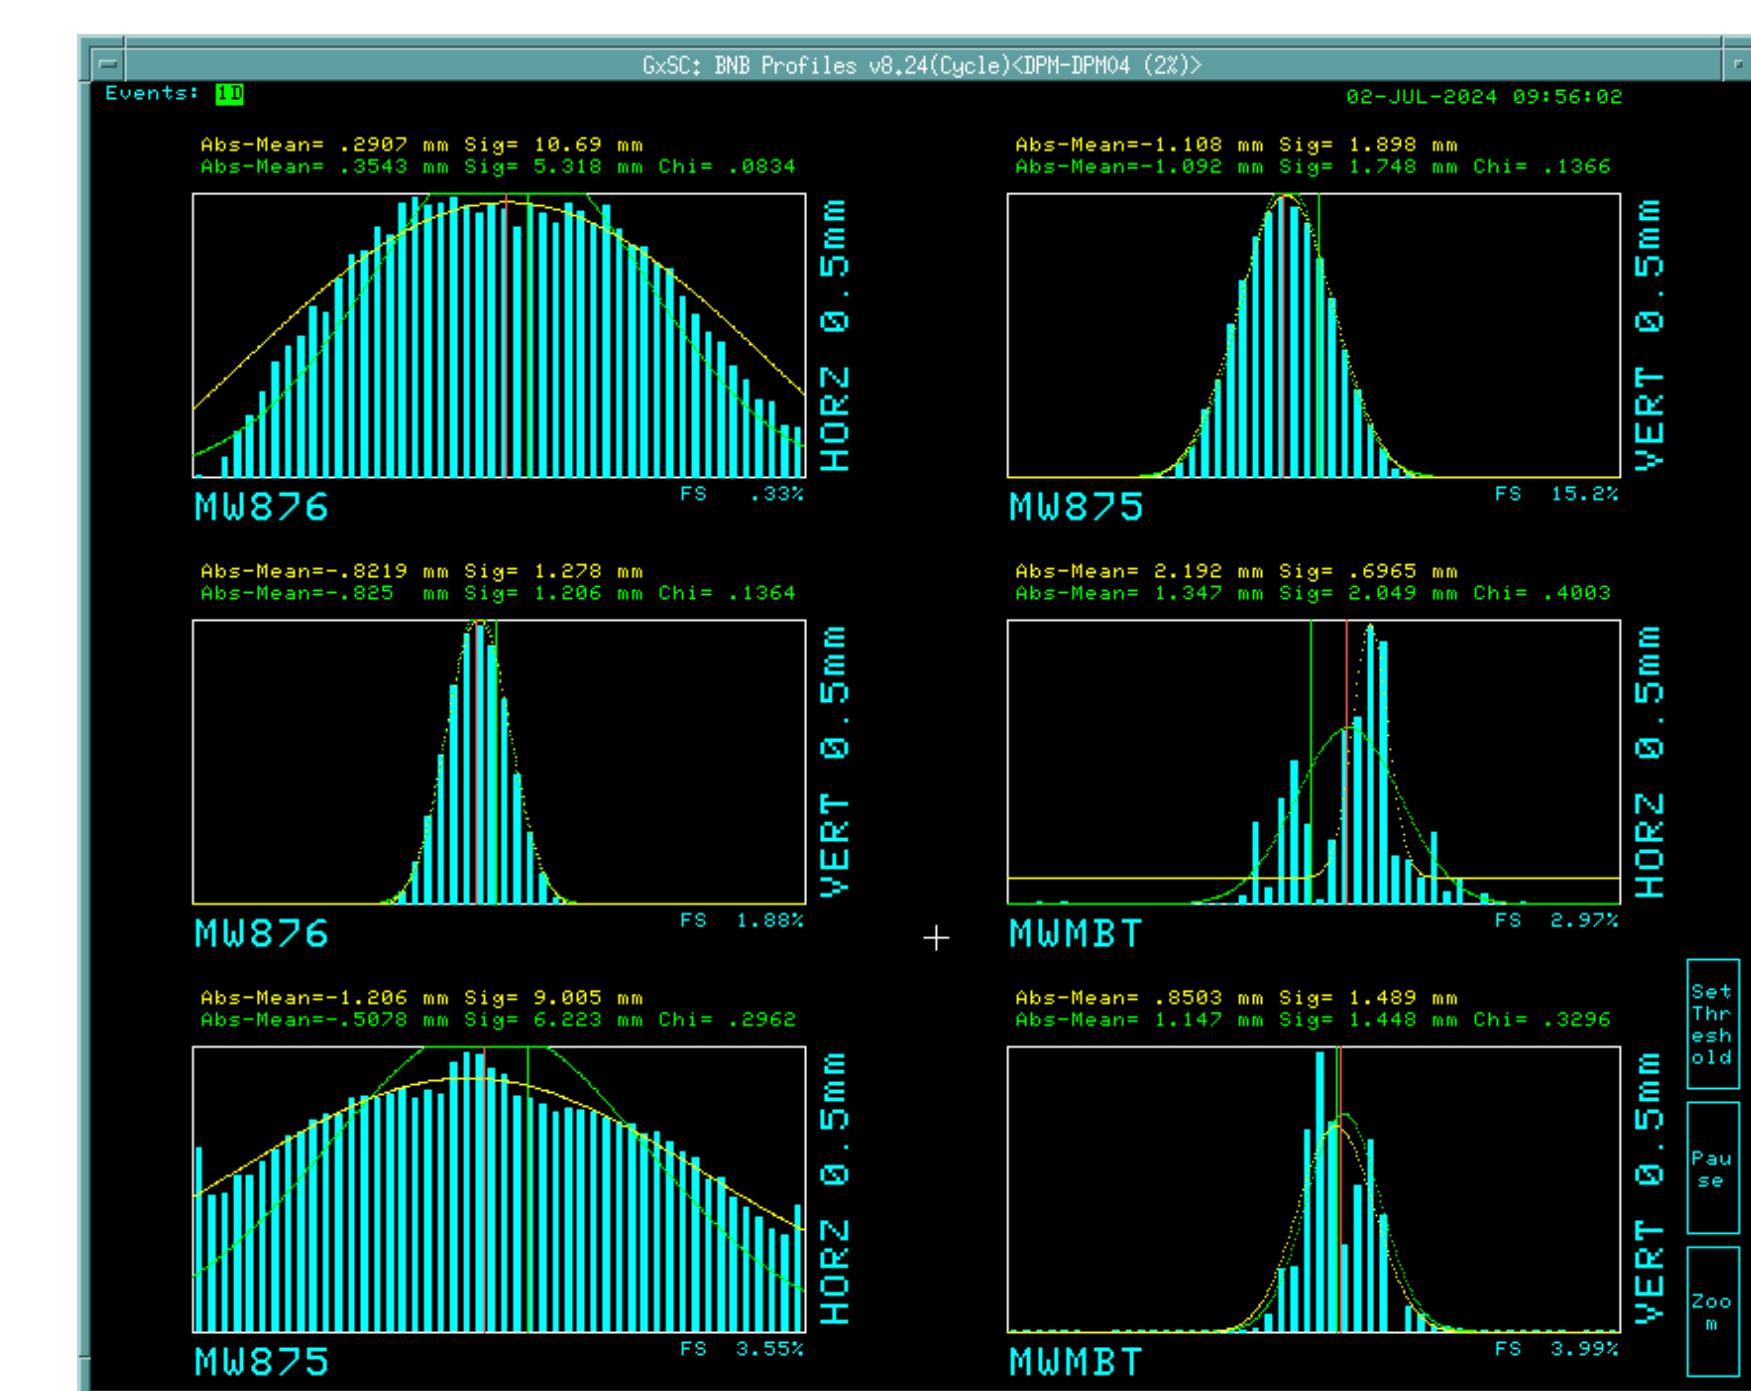 GxSC: BNB Profiles v8.24(Cycle)<DPM-DPM04 (2%)>
Events: 1D
02-JUL-2024 09:56:02
Abs-Mean= .2907 mm Sig= 10.69 mm
Abs-Mean= .3543 mm Sig= 5.318 mm Chi= .0834
HORZ 0.5mm
MW876
FS .33%
Abs-Mean=-1.108 mm Sig= 1.898 mm
Abs-Mean=-1.092 mm Sig= 1.748 mm Chi= .1366
VERT 0.5mm
MW875
FS 15.2%
Abs-Mean=-.8219 mm Sig= 1.278 mm
Abs-Mean=-.825 mm Sig= 1.206 mm Chi= .1364
VERT 0.5mm
MW876
FS 1.88%
Abs-Mean= 2.192 mm Sig= .6965 mm
Abs-Mean= 1.347 mm Sig= 2.049 mm Chi= .4003
HORZ 0.5mm
MWMBT
FS 2.97%
Abs-Mean=-1.206 mm Sig= 9.005 mm
Abs-Mean=-.5078 mm Sig= 6.223 mm Chi= .2962
HORZ 0.5mm
MW875
FS 3.55%
Abs-Mean= .8503 mm Sig= 1.489 mm
Abs-Mean= 1.147 mm Sig= 1.448 mm Chi= .3296
VERT 0.5mm
MWMBT
FS 3.99%
Set
Thr
esh
old
Pau
se
Zoo
m